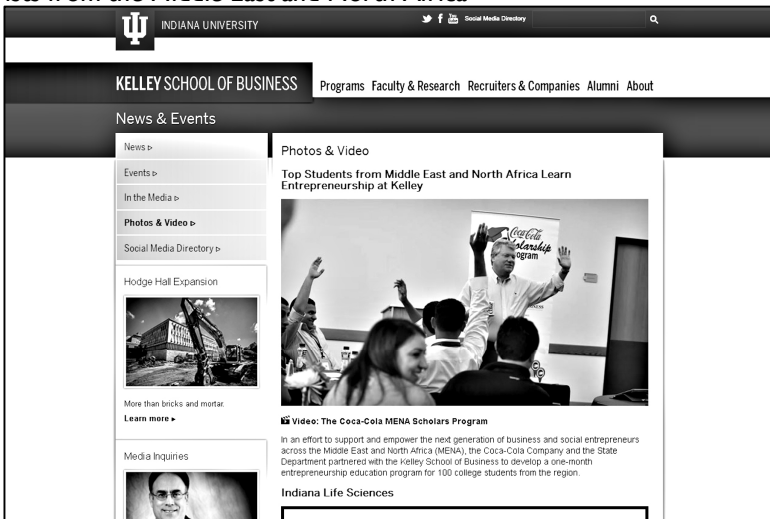 INDIANA UNIVERSITY
Social Media Directory
KELLEY SCHOOL OF BUSINESS
Programs Faculty & Research Recruiters & Companies Alumni About
News & Events
News
Events
In the Media
Photos & Video
Social Media Directory
Hodge Hall Expansion
More than bricks and mortar.
Learn more
Media Inquiries
Photos & Video
Top Students from Middle East and North Africa Learn
Entrepreneurship at Kelley
Coca-Cola
Video: The Coca-Cola MENA Scholars Program
In an effort to support and empower the next generation of business and social entrepreneurs
across the Middle East and North Africa (MENA), the Coca-Cola Company and the State
Department partnered with the Kelley School of Business to develop a one-month
entrepreneurship education program for 100 college students from the region.
Indiana Life Sciences